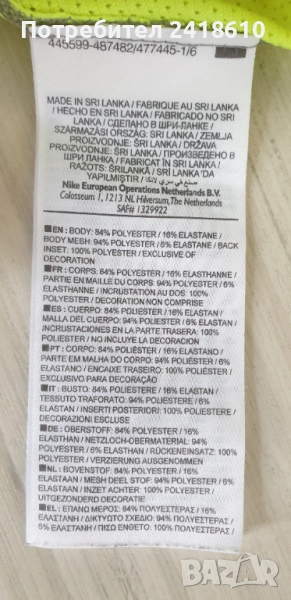 Потребител 2418610
445599-487482/477445-1/6
MADE IN SRI LANKA / FABRIQUE AU SRI LANKA
/ HECHO EN SRI LANKA / FABRICADO NO SRI
LANKA / СДЕЛАНО В ШРИ-ЛАНКЕ /
SZÁRMAZÁSI ORSZÁG: SRI LANKA / ZEMLJA
PROIZVODNJE: SRI LANKA / DRŽAVA
PROIZVODNJE: SRI LANKA / ПРОИЗВЕДЕНО В
ШРИ ЛАНКА / FABRICAT ÎN SRI LANKA /
RAŽOTS: ŠRILANKĀ / SRI LANKA 'DA
YAPILMIŞTIR / صنع في سري لانكا
Nike European Operations Netherlands B.V.
Colosseum 1, 1213 NL Hilversum, The Netherlands
SAF# 1329922
■ EN : BODY: 84% POLYESTER / 16% ELASTANE /
BODY MESH: 94% POLYESTER / 6% ELASTANE / BACK
INSET: 100% POLYESTER / EXCLUSIVE OF
DECORATION
■ FR : CORPS: 84% POLYESTER / 16% ELASTHANNE /
PARTIE EN MAILLE DU CORPS: 94% POLYESTER / 6%
ELASTHANNE / INCRUSTATION AU DOS: 100%
POLYESTER / DECORATION NON COMPRISE
■ ES : CUERPO: 84% POLIÉSTER / 16% ELASTANO /
MALLA DEL CUERPO: 94% POLIÉSTER / 6% ELASTANO /
INCRUSTACIONES EN LA PARTE TRASERA: 100%
POLIÉSTER / NO INCLUYE LA DECORACION
■ PT : CORPO: 84% POLIÉSTER / 16% ELASTANO /
PARTE EM MALHA DO CORPO: 94% POLIÉSTER / 6%
ELASTANO / ENCAIXE TRASEIRO: 100% POLIÉSTER /
EXCLUSIVO PARA DECORAÇÃO
■ IT : BUSTO: 84% POLIESTERE / 16% ELASTAN /
TESSUTO TRAFORATO: 94% POLIESTERE / 6%
ELASTAN / INSERTI POSTERIORI: 100% POLIESTERE /
DECORAZIONI ESCLUSE
■ DE : OBERSTOFF: 84% POLYESTER / 16%
ELASTHAN / NETZLOCH-OBERMATERIAL: 94%
POLYESTER / 6% ELASTHAN / RÜCKENEINSATZ: 100%
POLYESTER / VERZIERUNG AUSGENOMMEN
■ NL : BOVENSTOF: 84% POLYESTER / 16%
ELASTAAN / MESH DEEL STOF: 94% POLYESTER / 6%
ELASTAAN / INZET ACHTER: 100% POLYESTER /
UITGEZONDERD DECORATIE
■ EL : ΕΠΑΝΩ ΜΕΡΟΣ: 84% ΠΟΛΥΕΣΤΕΡΑΣ / 16%
ΕΛΑΣΤΑΝΗ / ΔΙΚΤΥΩΤΟ ΣΧΕΔΙΟ: 94% ΠΟΛΥΕΣΤΕΡΑΣ /
6% ΕΛΑΣΤΑΝΗ / ΠΙΣΩ ΕΝΘΕΤΟ: 100% ΠΟΛΥΕΣΤΕΡΑΣ /
БАЗАР